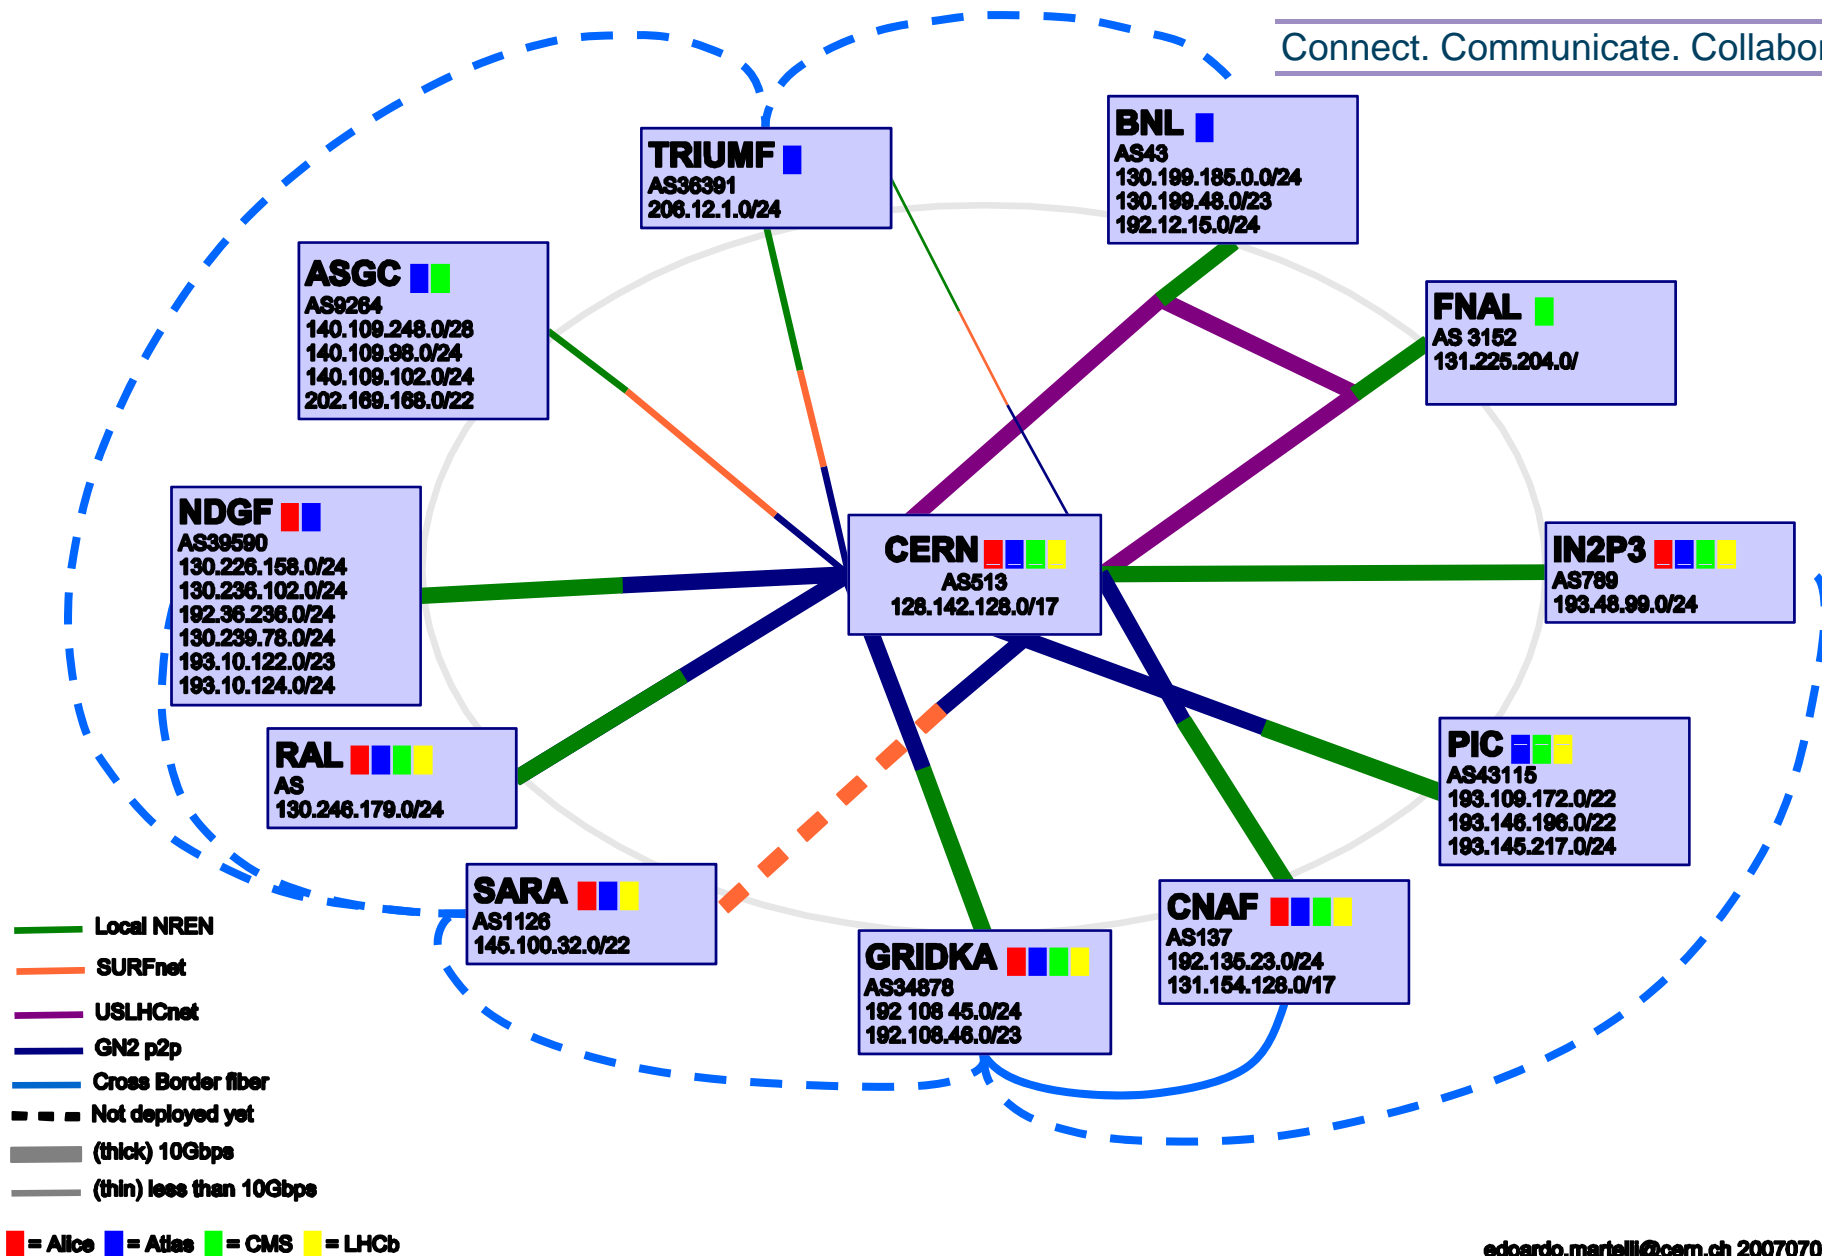 Connect. Communicate. Collabor
TRIUMF
AS36391
206.12.1.0/24
BNL
AS43
130.199.185.0.0/24
130.199.48.0/23
192.12.15.0/24
ASGC
AS9264
140.109.248.0/28
140.109.98.0/24
140.109.102.0/24
202.169.168.0/22
FNAL
AS 3152
131.225.204.0/
NDGF
AS39590
130.226.158.0/24
130.236.102.0/24
192.36.236.0/24
130.239.78.0/24
193.10.122.0/23
193.10.124.0/24
CERN
AS513
128.142.128.0/17
IN2P3
AS789
193.48.99.0/24
RAL
AS
130.246.179.0/24
PIC
AS43115
193.109.172.0/22
193.146.196.0/22
193.145.217.0/24
SARA
AS1126
145.100.32.0/22
GRIDKA
AS34878
192 108 45.0/24
192.108.46.0/23
CNAF
AS137
192.135.23.0/24
131.154.128.0/17
Local NREN
SURFnet
USLHCnet
GN2 p2p
Cross Border fiber
Not deployed yet
(thick) 10Gbps
(thin) less than 10Gbps
= Alice = Atlas = CMS = LHCb
edoardo.martelli@cern.ch 2007070